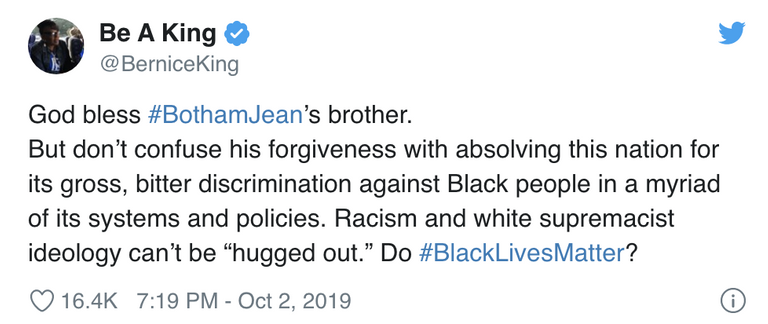 Be A King
@BerniceKing
God bless #BothamJean’s brother.
But don’t confuse his forgiveness with absolving this nation for
its gross, bitter discrimination against Black people in a myriad
of its systems and policies. Racism and white supremacist
ideology can’t be “hugged out.” Do #BlackLivesMatter?
16.4K 7:19 PM - Oct 2, 2019